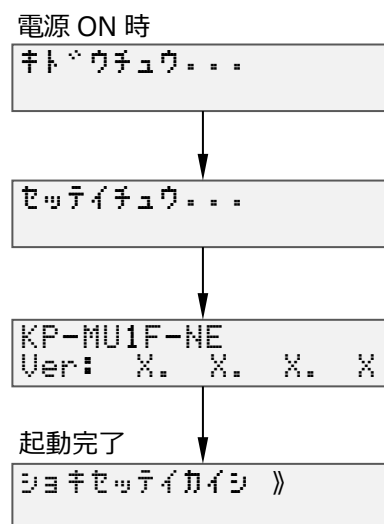 電源 ON 時
キドウチュウ...
セッテイチュウ...
KP-MU1F-NE
Ver: X. X. X. X
起動完了
ショキセッテイカイシ 》